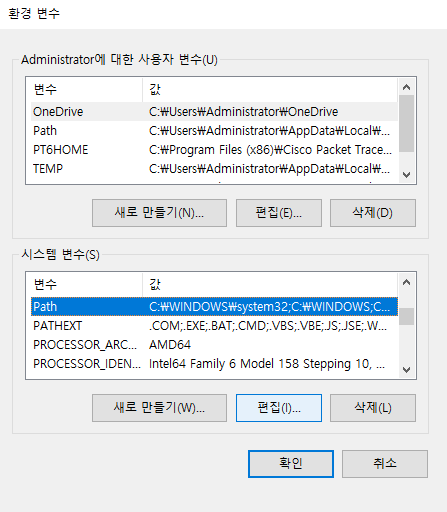 환경 변수
Administrator에 대한 사용자 변수(U)
변수 값
OneDrive C:₩Users₩Administrator₩OneDrive
Path C:₩Users₩Administrator₩AppData₩Local₩...
PT6HOME C:₩Program Files (x86)₩Cisco Packet Trace...
TEMP C:₩Users₩Administrator₩AppData₩Local₩...
새로 만들기(N)... 편집(E)... 삭제(D)
시스템 변수(S)
변수 값
Path C:₩WINDOWS₩system32;C:₩WINDOWS;C...
PATHEXT .COM;.EXE;.BAT;.CMD;.VBS;.VBE;.JS;.JSE;.W...
PROCESSOR_ARC... AMD64
PROCESSOR_IDEN... Intel64 Family 6 Model 158 Stepping 10, ...
새로 만들기(W)... 편집(I)... 삭제(L)
확인 취소